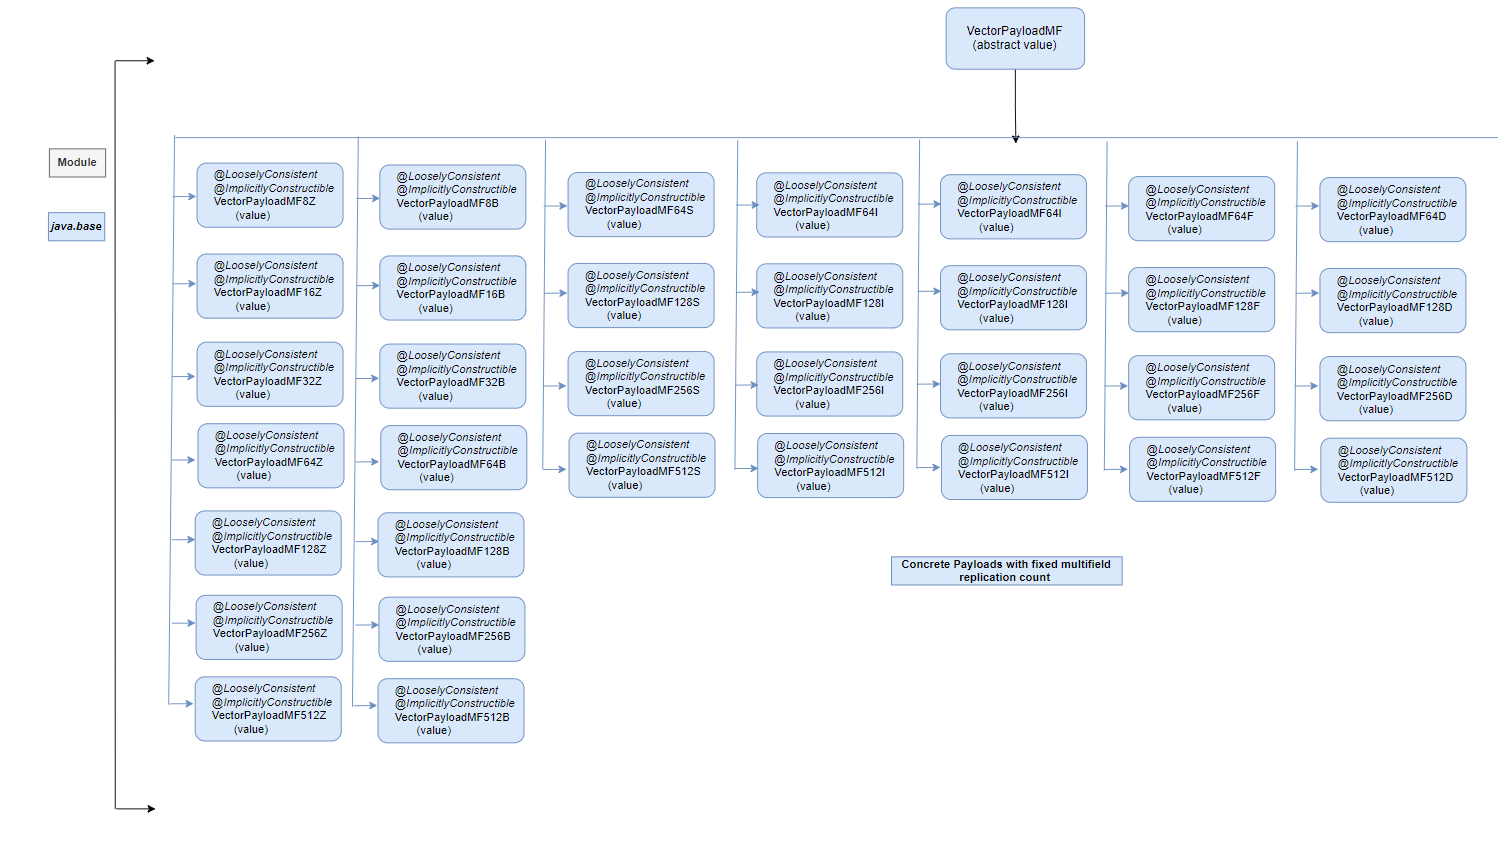 VectorPayloadMF
(abstract value)
Module
java.base
@LooselyConsistent
@ImplicitlyConstructible
VectorPayloadMF8Z
(value)
@LooselyConsistent
@ImplicitlyConstructible
VectorPayloadMF16Z
(value)
@LooselyConsistent
@ImplicitlyConstructible
VectorPayloadMF32Z
(value)
@LooselyConsistent
@ImplicitlyConstructible
VectorPayloadMF64Z
(value)
@LooselyConsistent
@ImplicitlyConstructible
VectorPayloadMF128Z
(value)
@LooselyConsistent
@ImplicitlyConstructible
VectorPayloadMF256Z
(value)
@LooselyConsistent
@ImplicitlyConstructible
VectorPayloadMF512Z
(value)
@LooselyConsistent
@ImplicitlyConstructible
VectorPayloadMF8B
(value)
@LooselyConsistent
@ImplicitlyConstructible
VectorPayloadMF16B
(value)
@LooselyConsistent
@ImplicitlyConstructible
VectorPayloadMF32B
(value)
@LooselyConsistent
@ImplicitlyConstructible
VectorPayloadMF64B
(value)
@LooselyConsistent
@ImplicitlyConstructible
VectorPayloadMF128B
(value)
@LooselyConsistent
@ImplicitlyConstructible
VectorPayloadMF256B
(value)
@LooselyConsistent
@ImplicitlyConstructible
VectorPayloadMF512B
(value)
@LooselyConsistent
@ImplicitlyConstructible
VectorPayloadMF64S
(value)
@LooselyConsistent
@ImplicitlyConstructible
VectorPayloadMF128S
(value)
@LooselyConsistent
@ImplicitlyConstructible
VectorPayloadMF256S
(value)
@LooselyConsistent
@ImplicitlyConstructible
VectorPayloadMF512S
(value)
@LooselyConsistent
@ImplicitlyConstructible
VectorPayloadMF64I
(value)
@LooselyConsistent
@ImplicitlyConstructible
VectorPayloadMF128I
(value)
@LooselyConsistent
@ImplicitlyConstructible
VectorPayloadMF256I
(value)
@LooselyConsistent
@ImplicitlyConstructible
VectorPayloadMF512I
(value)
@LooselyConsistent
@ImplicitlyConstructible
VectorPayloadMF64I
(value)
@LooselyConsistent
@ImplicitlyConstructible
VectorPayloadMF128I
(value)
@LooselyConsistent
@ImplicitlyConstructible
VectorPayloadMF256I
(value)
@LooselyConsistent
@ImplicitlyConstructible
VectorPayloadMF512I
(value)
@LooselyConsistent
@ImplicitlyConstructible
VectorPayloadMF64F
(value)
@LooselyConsistent
@ImplicitlyConstructible
VectorPayloadMF128F
(value)
@LooselyConsistent
@ImplicitlyConstructible
VectorPayloadMF256F
(value)
@LooselyConsistent
@ImplicitlyConstructible
VectorPayloadMF512F
(value)
@LooselyConsistent
@ImplicitlyConstructible
VectorPayloadMF64D
(value)
@LooselyConsistent
@ImplicitlyConstructible
VectorPayloadMF128D
(value)
@LooselyConsistent
@ImplicitlyConstructible
VectorPayloadMF256D
(value)
@LooselyConsistent
@ImplicitlyConstructible
VectorPayloadMF512D
(value)
Concrete Payloads with fixed multifield
replication count